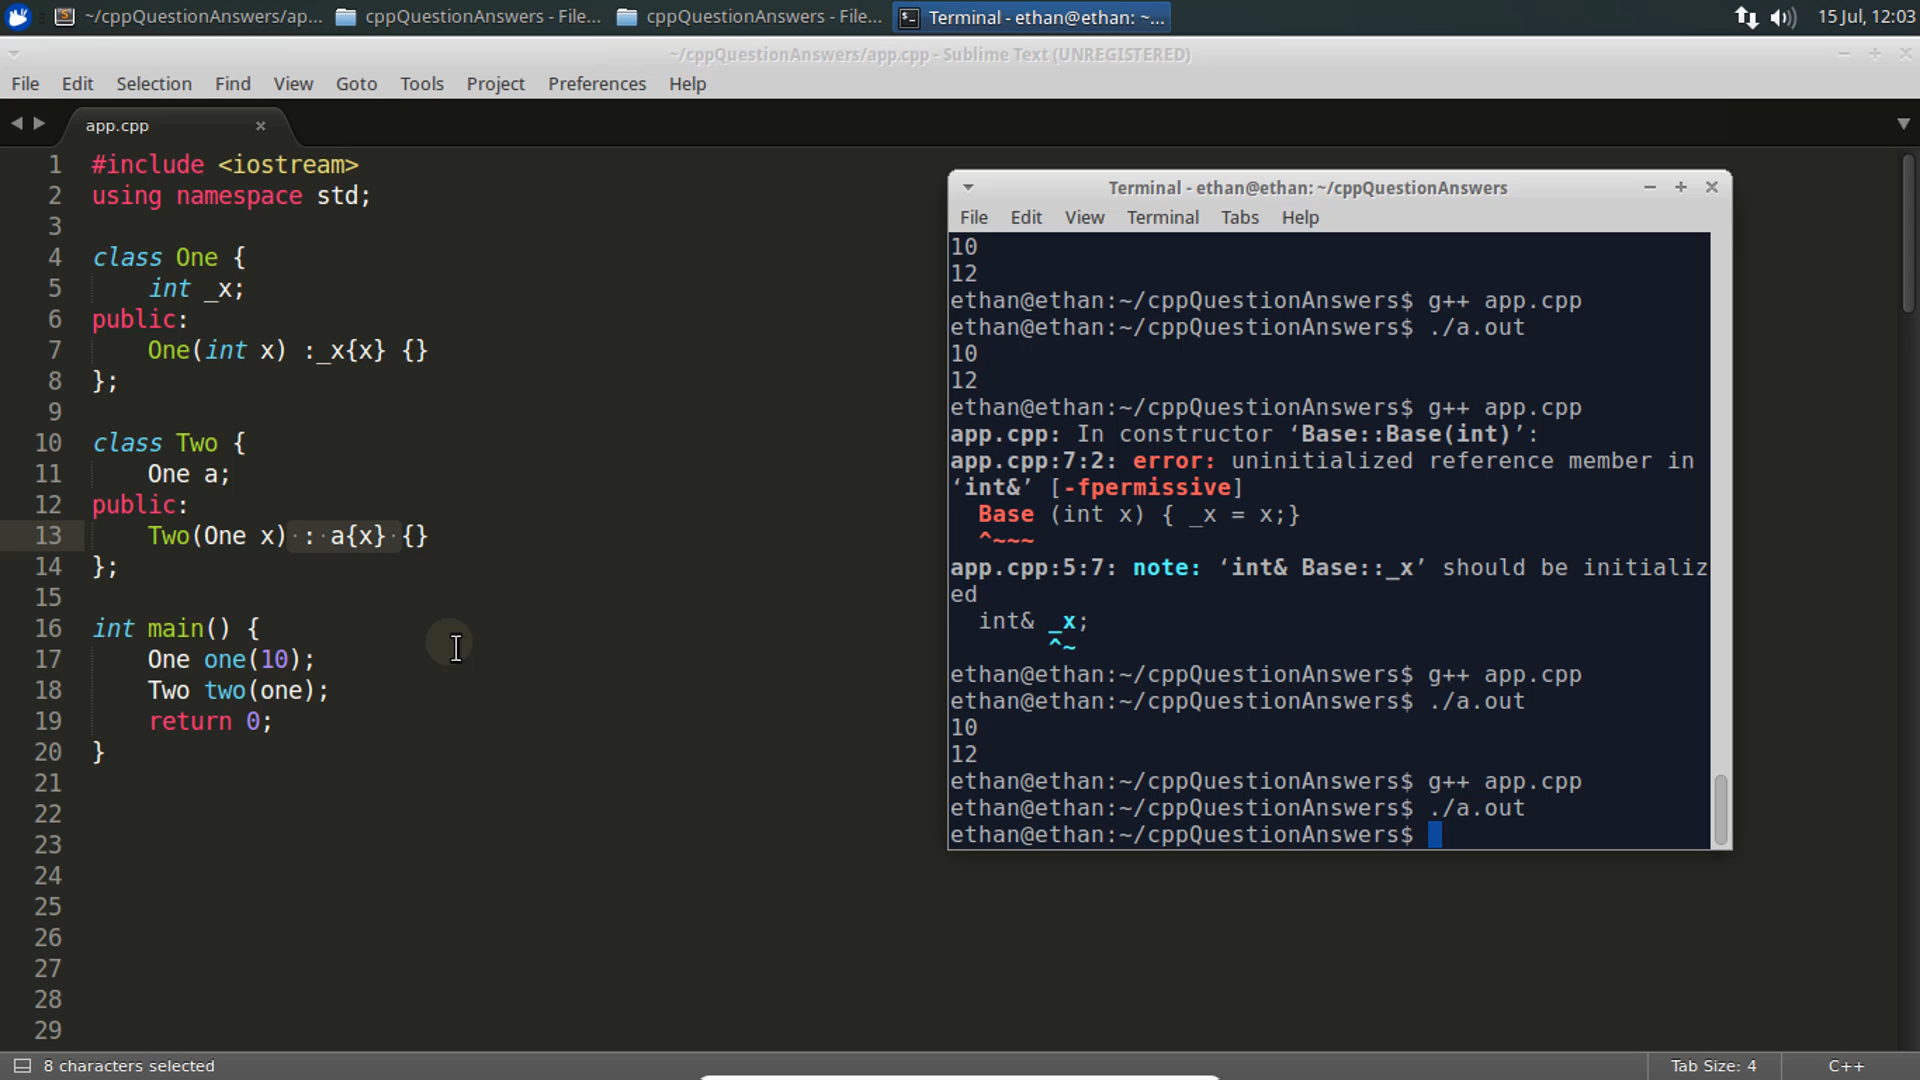 ~/cppQuestionAnswers/ap... cppQuestionAnswers - File... cppQuestionAnswers - File... Terminal - ethan@ethan: ~... 15 Jul, 12:03
~/cppQuestionAnswers/app.cpp - Sublime Text (UNREGISTERED)
File Edit Selection Find View Goto Tools Project Preferences Help
app.cpp
1 #include <iostream>
2 using namespace std;
3
4 class One {
5 int _x;
6 public:
7 One(int x) :_x{x} {}
8 };
9
10 class Two {
11 One a;
12 public:
13 Two(One x) : a{x} {}
14 };
15
16 int main() {
17 One one(10);
18 Two two(one);
19 return 0;
20 }
21
22
23
24
25
26
27
28
29
Terminal - ethan@ethan: ~/cppQuestionAnswers
File Edit View Terminal Tabs Help
10
12
ethan@ethan:~/cppQuestionAnswers$ g++ app.cpp
ethan@ethan:~/cppQuestionAnswers$ ./a.out
10
12
ethan@ethan:~/cppQuestionAnswers$ g++ app.cpp
app.cpp: In constructor ‘Base::Base(int)’:
app.cpp:7:2: error: uninitialized reference member in
‘int&’ [-fpermissive]
Base (int x) { _x = x;}
^~~~
app.cpp:5:7: note: ‘int& Base::_x’ should be initializ
ed
int& _x;
^~
ethan@ethan:~/cppQuestionAnswers$ g++ app.cpp
ethan@ethan:~/cppQuestionAnswers$ ./a.out
10
12
ethan@ethan:~/cppQuestionAnswers$ g++ app.cpp
ethan@ethan:~/cppQuestionAnswers$ ./a.out
ethan@ethan:~/cppQuestionAnswers$
8 characters selected Tab Size: 4 C++